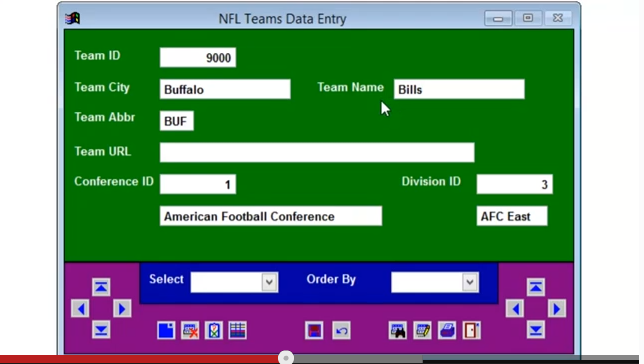 NFL Teams Data Entry
Team ID 9000
Team City Buffalo Team Name Bills
Team Abbr BUF
Team URL
Conference ID 1 Division ID 3
American Football Conference AFC East
Select Order By